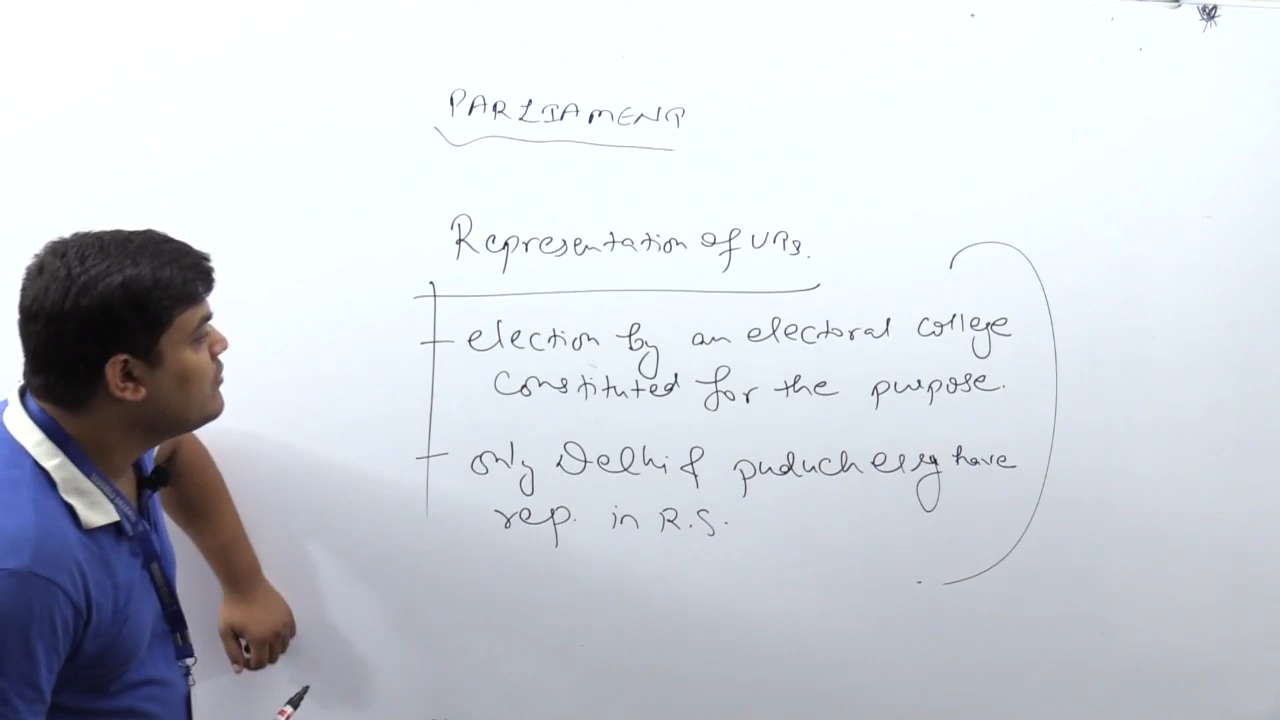 PARLIAMENT
Representation of UTs.
election by an electoral college
constituted for the purpose.
only Delhi & puducherry have
rep. in R.S.